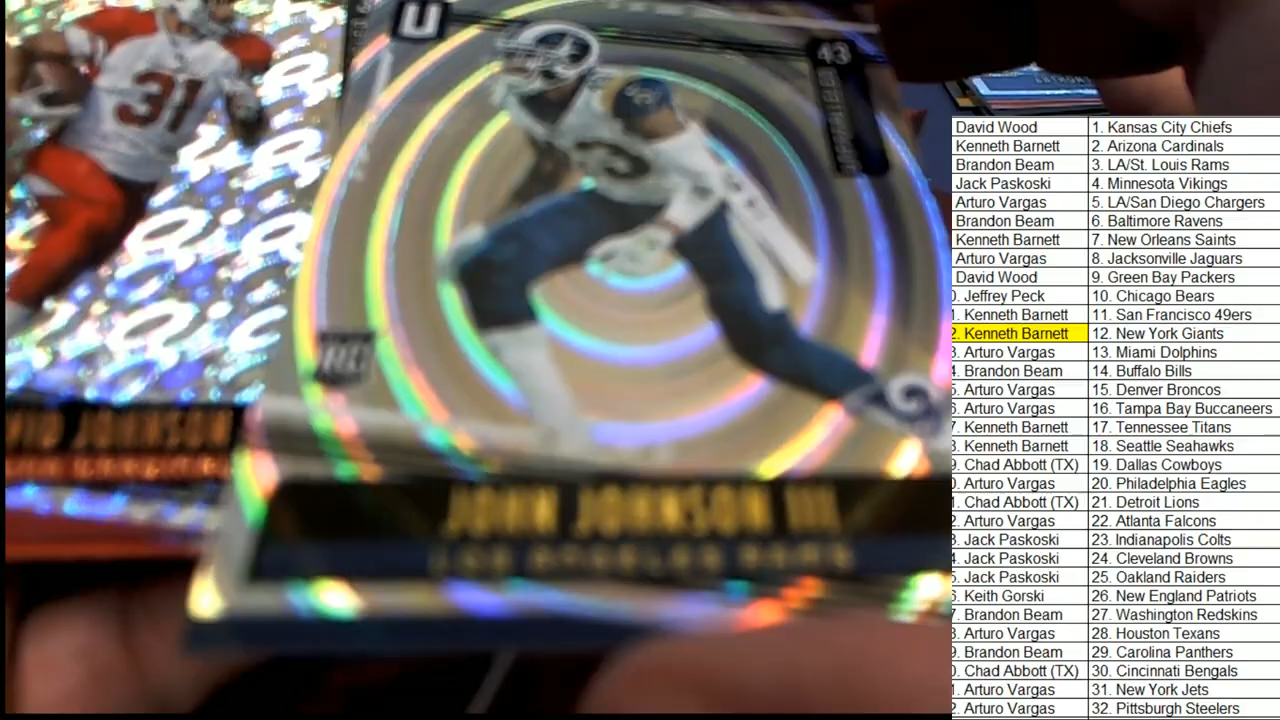 31
U
43
JOHN JOHNSON III
LOS ANGELES RAMS
JOHNSON
David Wood 1. Kansas City Chiefs
Kenneth Barnett 2. Arizona Cardinals
Brandon Beam 3. LA/St. Louis Rams
Jack Paskoski 4. Minnesota Vikings
Arturo Vargas 5. LA/San Diego Chargers
Brandon Beam 6. Baltimore Ravens
Kenneth Barnett 7. New Orleans Saints
Arturo Vargas 8. Jacksonville Jaguars
David Wood 9. Green Bay Packers
Jeffrey Peck 10. Chicago Bears
Kenneth Barnett 11. San Francisco 49ers
Kenneth Barnett 12. New York Giants
Arturo Vargas 13. Miami Dolphins
Brandon Beam 14. Buffalo Bills
Arturo Vargas 15. Denver Broncos
Arturo Vargas 16. Tampa Bay Buccaneers
Kenneth Barnett 17. Tennessee Titans
Kenneth Barnett 18. Seattle Seahawks
Chad Abbott (TX) 19. Dallas Cowboys
Arturo Vargas 20. Philadelphia Eagles
Chad Abbott (TX) 21. Detroit Lions
Arturo Vargas 22. Atlanta Falcons
Jack Paskoski 23. Indianapolis Colts
Jack Paskoski 24. Cleveland Browns
Jack Paskoski 25. Oakland Raiders
Keith Gorski 26. New England Patriots
Brandon Beam 27. Washington Redskins
Arturo Vargas 28. Houston Texans
Brandon Beam 29. Carolina Panthers
Chad Abbott (TX) 30. Cincinnati Bengals
Arturo Vargas 31. New York Jets
Arturo Vargas 32. Pittsburgh Steelers